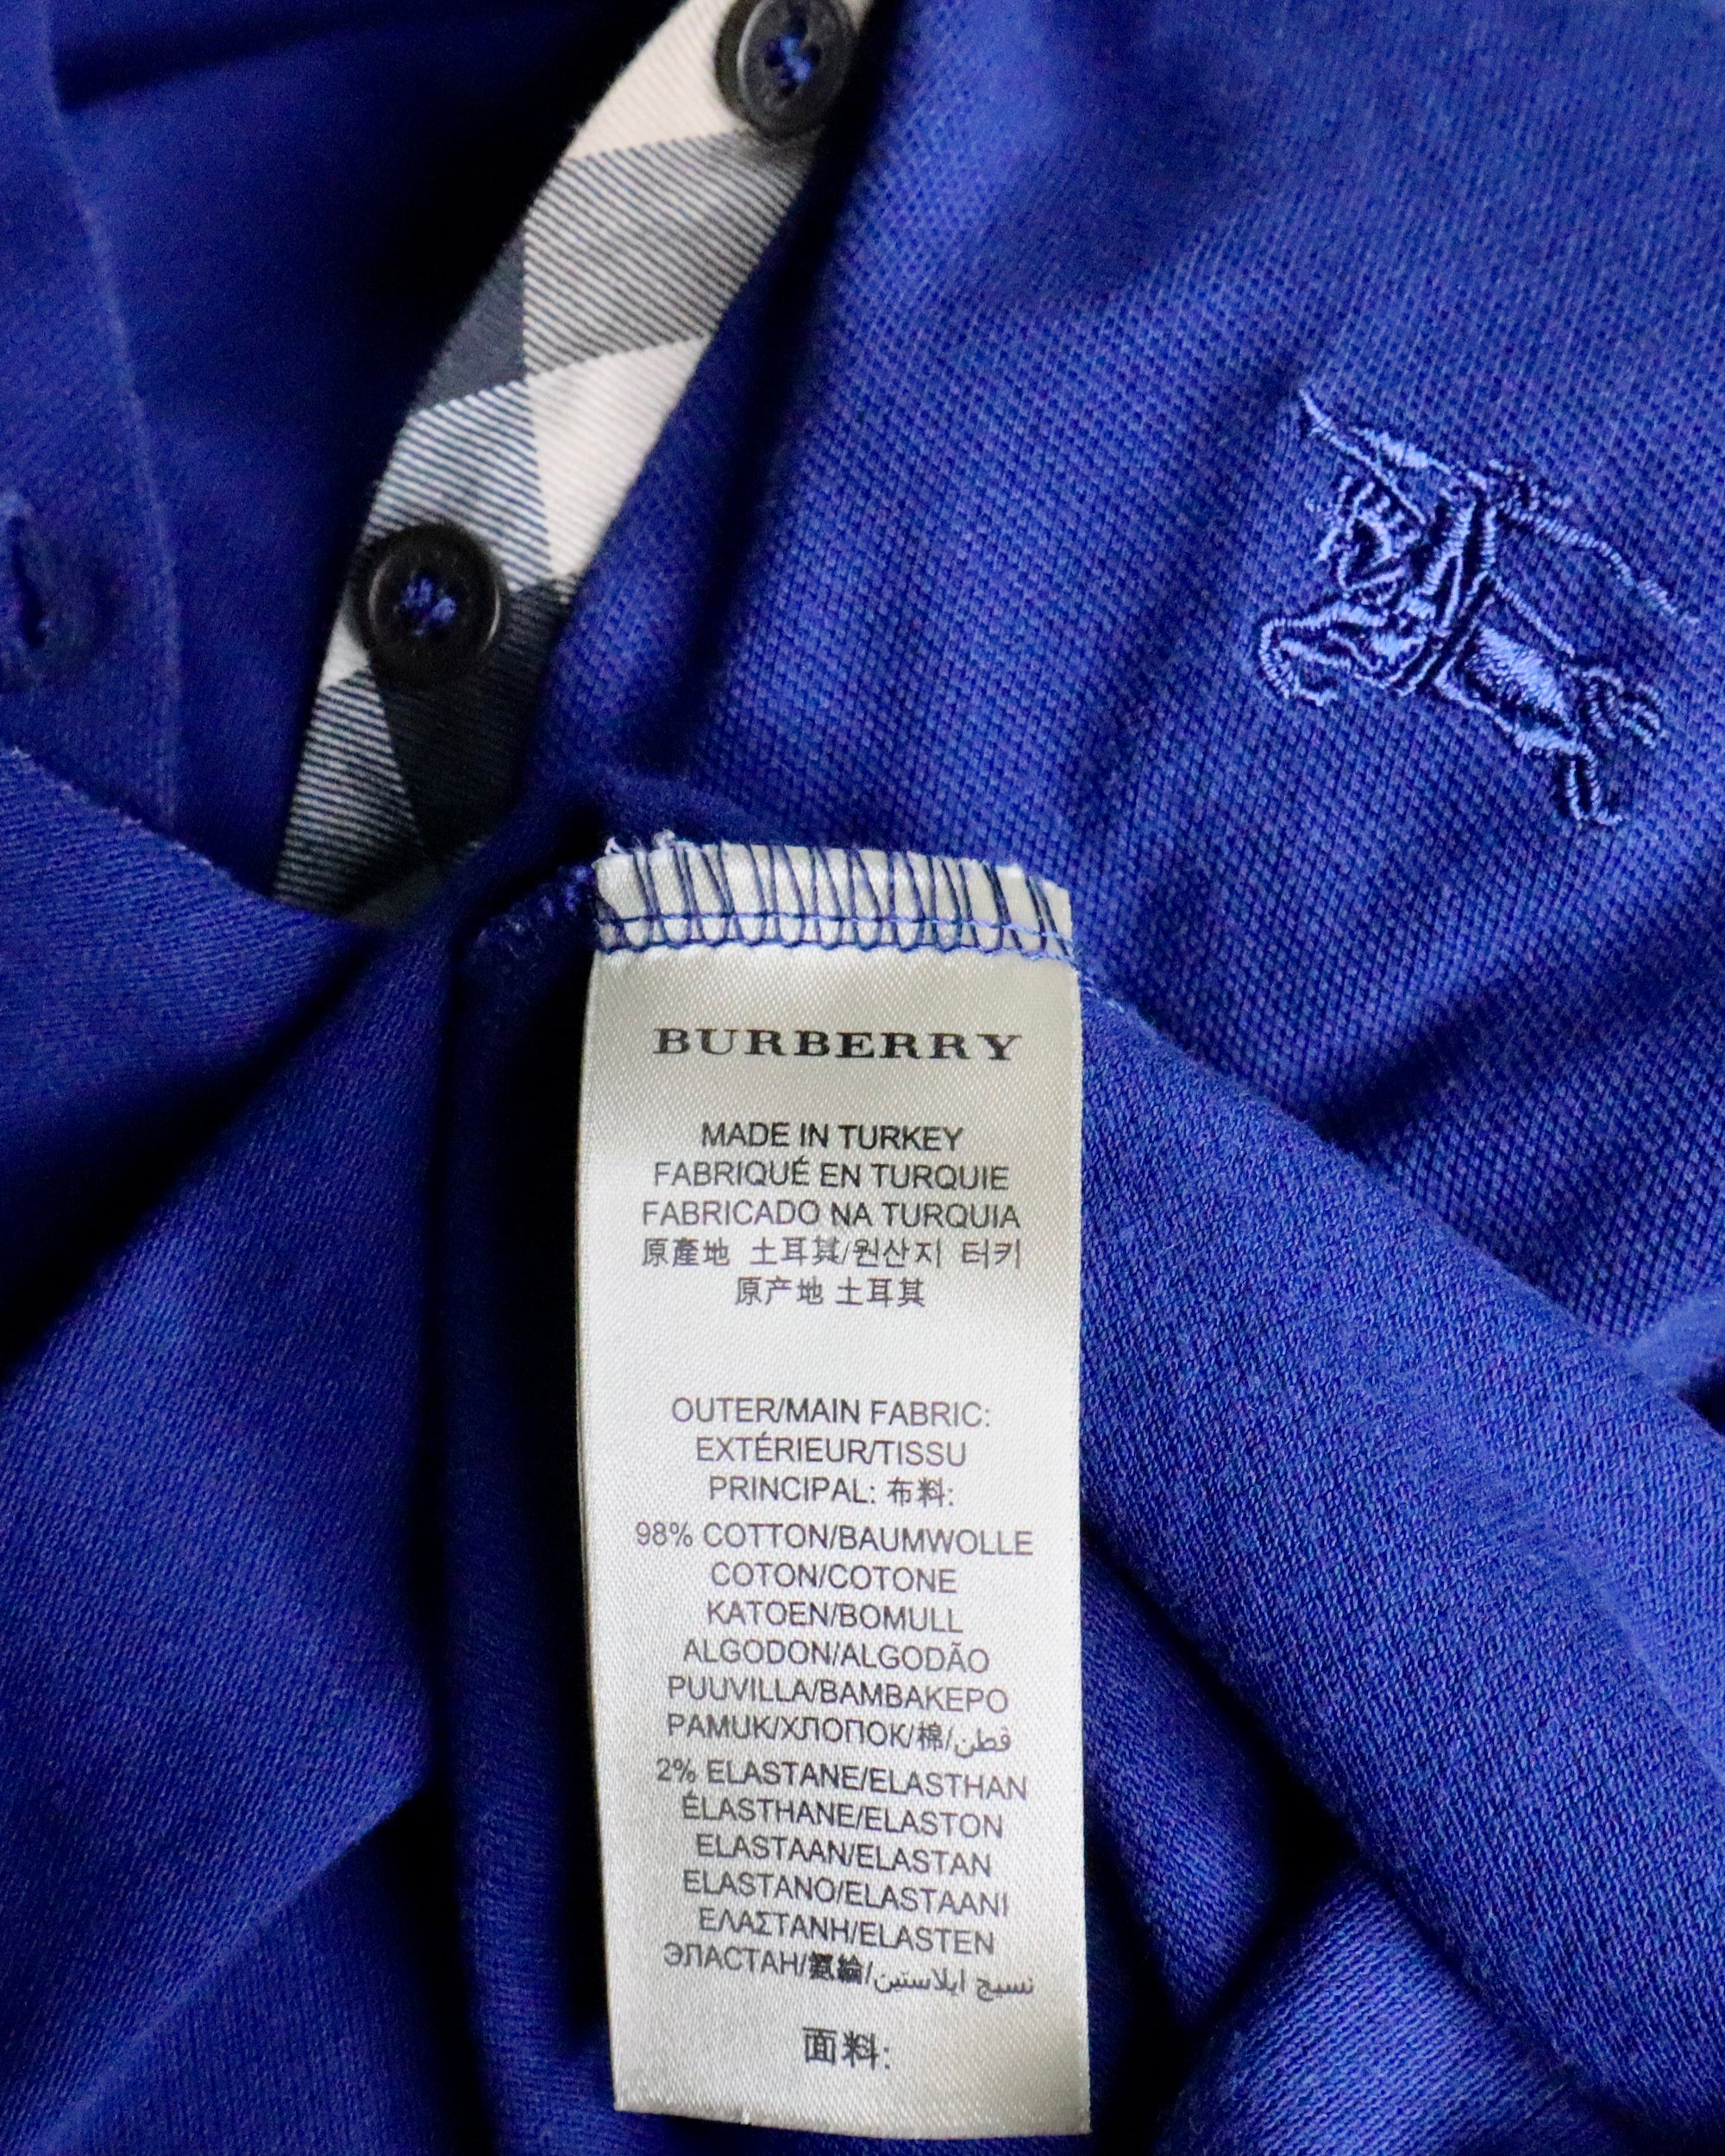 BURBERRY
MADE IN TURKEY
FABRIQUÉ EN TURQUIE
FABRICADO NA TURQUIA
原產地 土耳其/원산지 터키
原产地 土耳其
OUTER/MAIN FABRIC:
EXTÉRIEUR/TISSU
PRINCIPAL: 布料:
98% COTTON/BAUMWOLLE
COTON/COTONE
KATOEN/BOMULL
ALGODON/ALGODÃO
PUUVILLA/ΒΑΜΒΑΚΕΡΟ
PAMUK/ХЛОПОК/棉/قطن
2% ELASTANE/ELASTHAN
ÉLASTHANE/ELASTON
ELASTAAN/ELASTAN
ELASTANO/ELASTAANI
ΕΛΑΣΤΑΝΗ/ELASTEN
ЭЛАСТАН/氨綸/نسيج ايلاستين
面料: